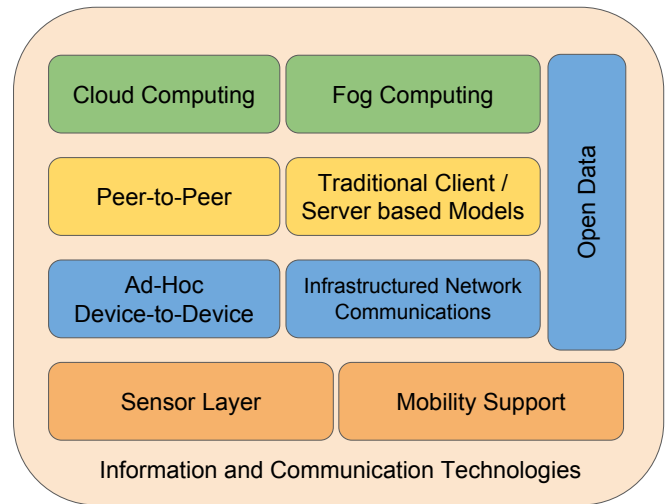 Cloud Computing
Fog Computing
Open Data
Peer-to-Peer
Traditional Client /
Server based Models
Ad-Hoc
Device-to-Device
Infrastructured Network
Communications
Sensor Layer
Mobility Support
Information and Communication Technologies